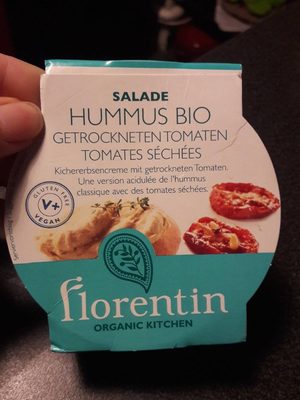 SALADE
HUMMUS BIO
GETROCKNETEN TOMATEN
TOMATES SÉCHÉES
Kichererbsencreme mit getrockneten Tomaten.
Une version acidulée de l'hummus
classique avec des tomates séchées.
GLUTEN FREE
V+
VEGAN
florentin
ORGANIC KITCHEN